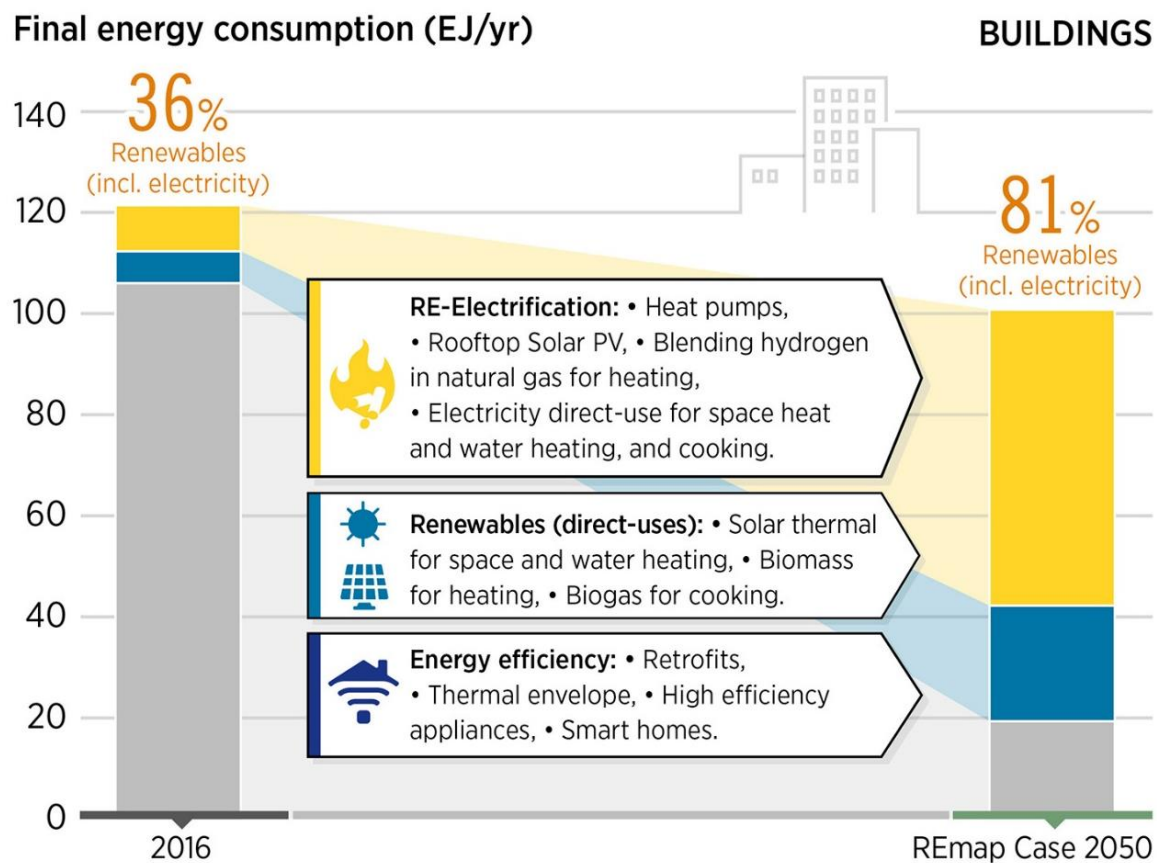 Final energy consumption (EJ/yr)
BUILDINGS
140
120
100
80
60
40
20
0
36%
Renewables
(incl. electricity)
81%
Renewables
(incl. electricity)
RE-Electrification: • Heat pumps,
• Rooftop Solar PV, • Blending hydrogen
in natural gas for heating,
• Electricity direct-use for space heat
and water heating, and cooking.
Renewables (direct-uses): • Solar thermal
for space and water heating, • Biomass
for heating, • Biogas for cooking.
Energy efficiency: • Retrofits,
• Thermal envelope, • High efficiency
appliances, • Smart homes.
2016
REmap Case 2050